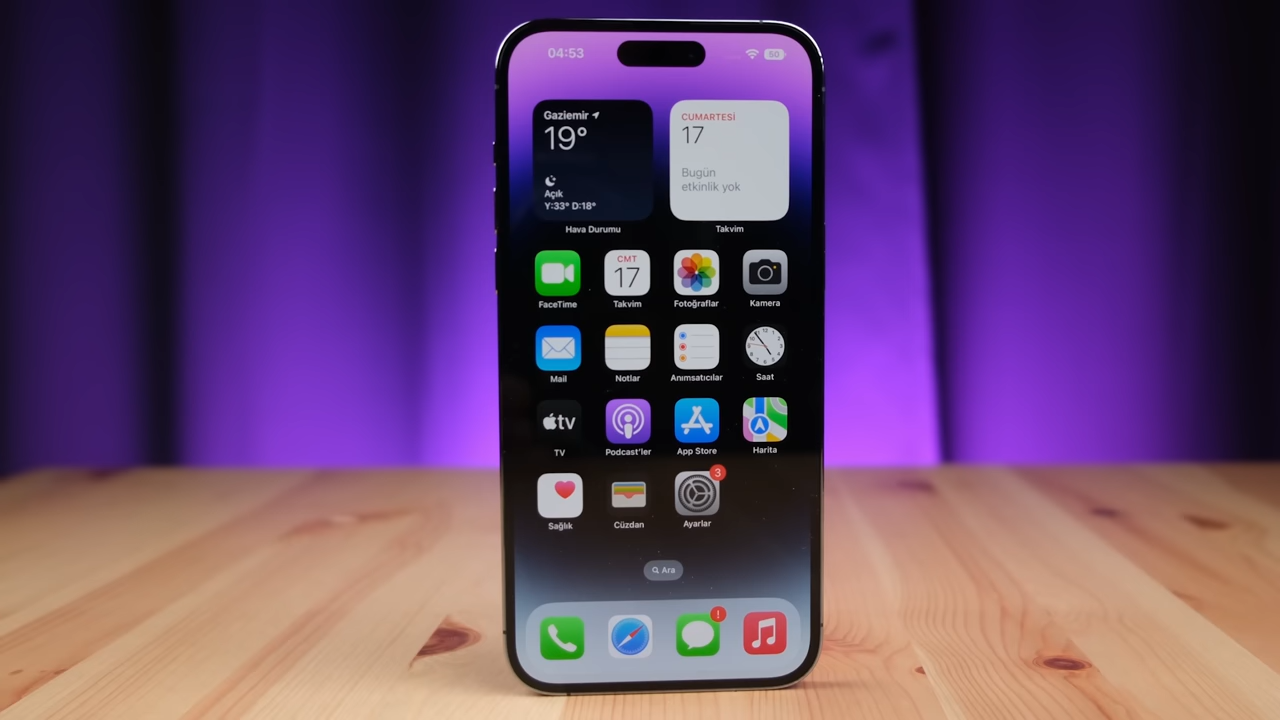 04:53
50
Gaziemir
19°
Açık
Y:33° D:18°
Hava Durumu
CUMARTESİ
17
Bugün
etkinlik yok
Takvim
FaceTime
CMT
17
Takvim
Fotoğraflar
Kamera
Mail
Notlar
Anımsatıcılar
Saat
tv
TV
Podcast'ler
App Store
Harita
Sağlık
Cüzdan
3
Ayarlar
Ara
!